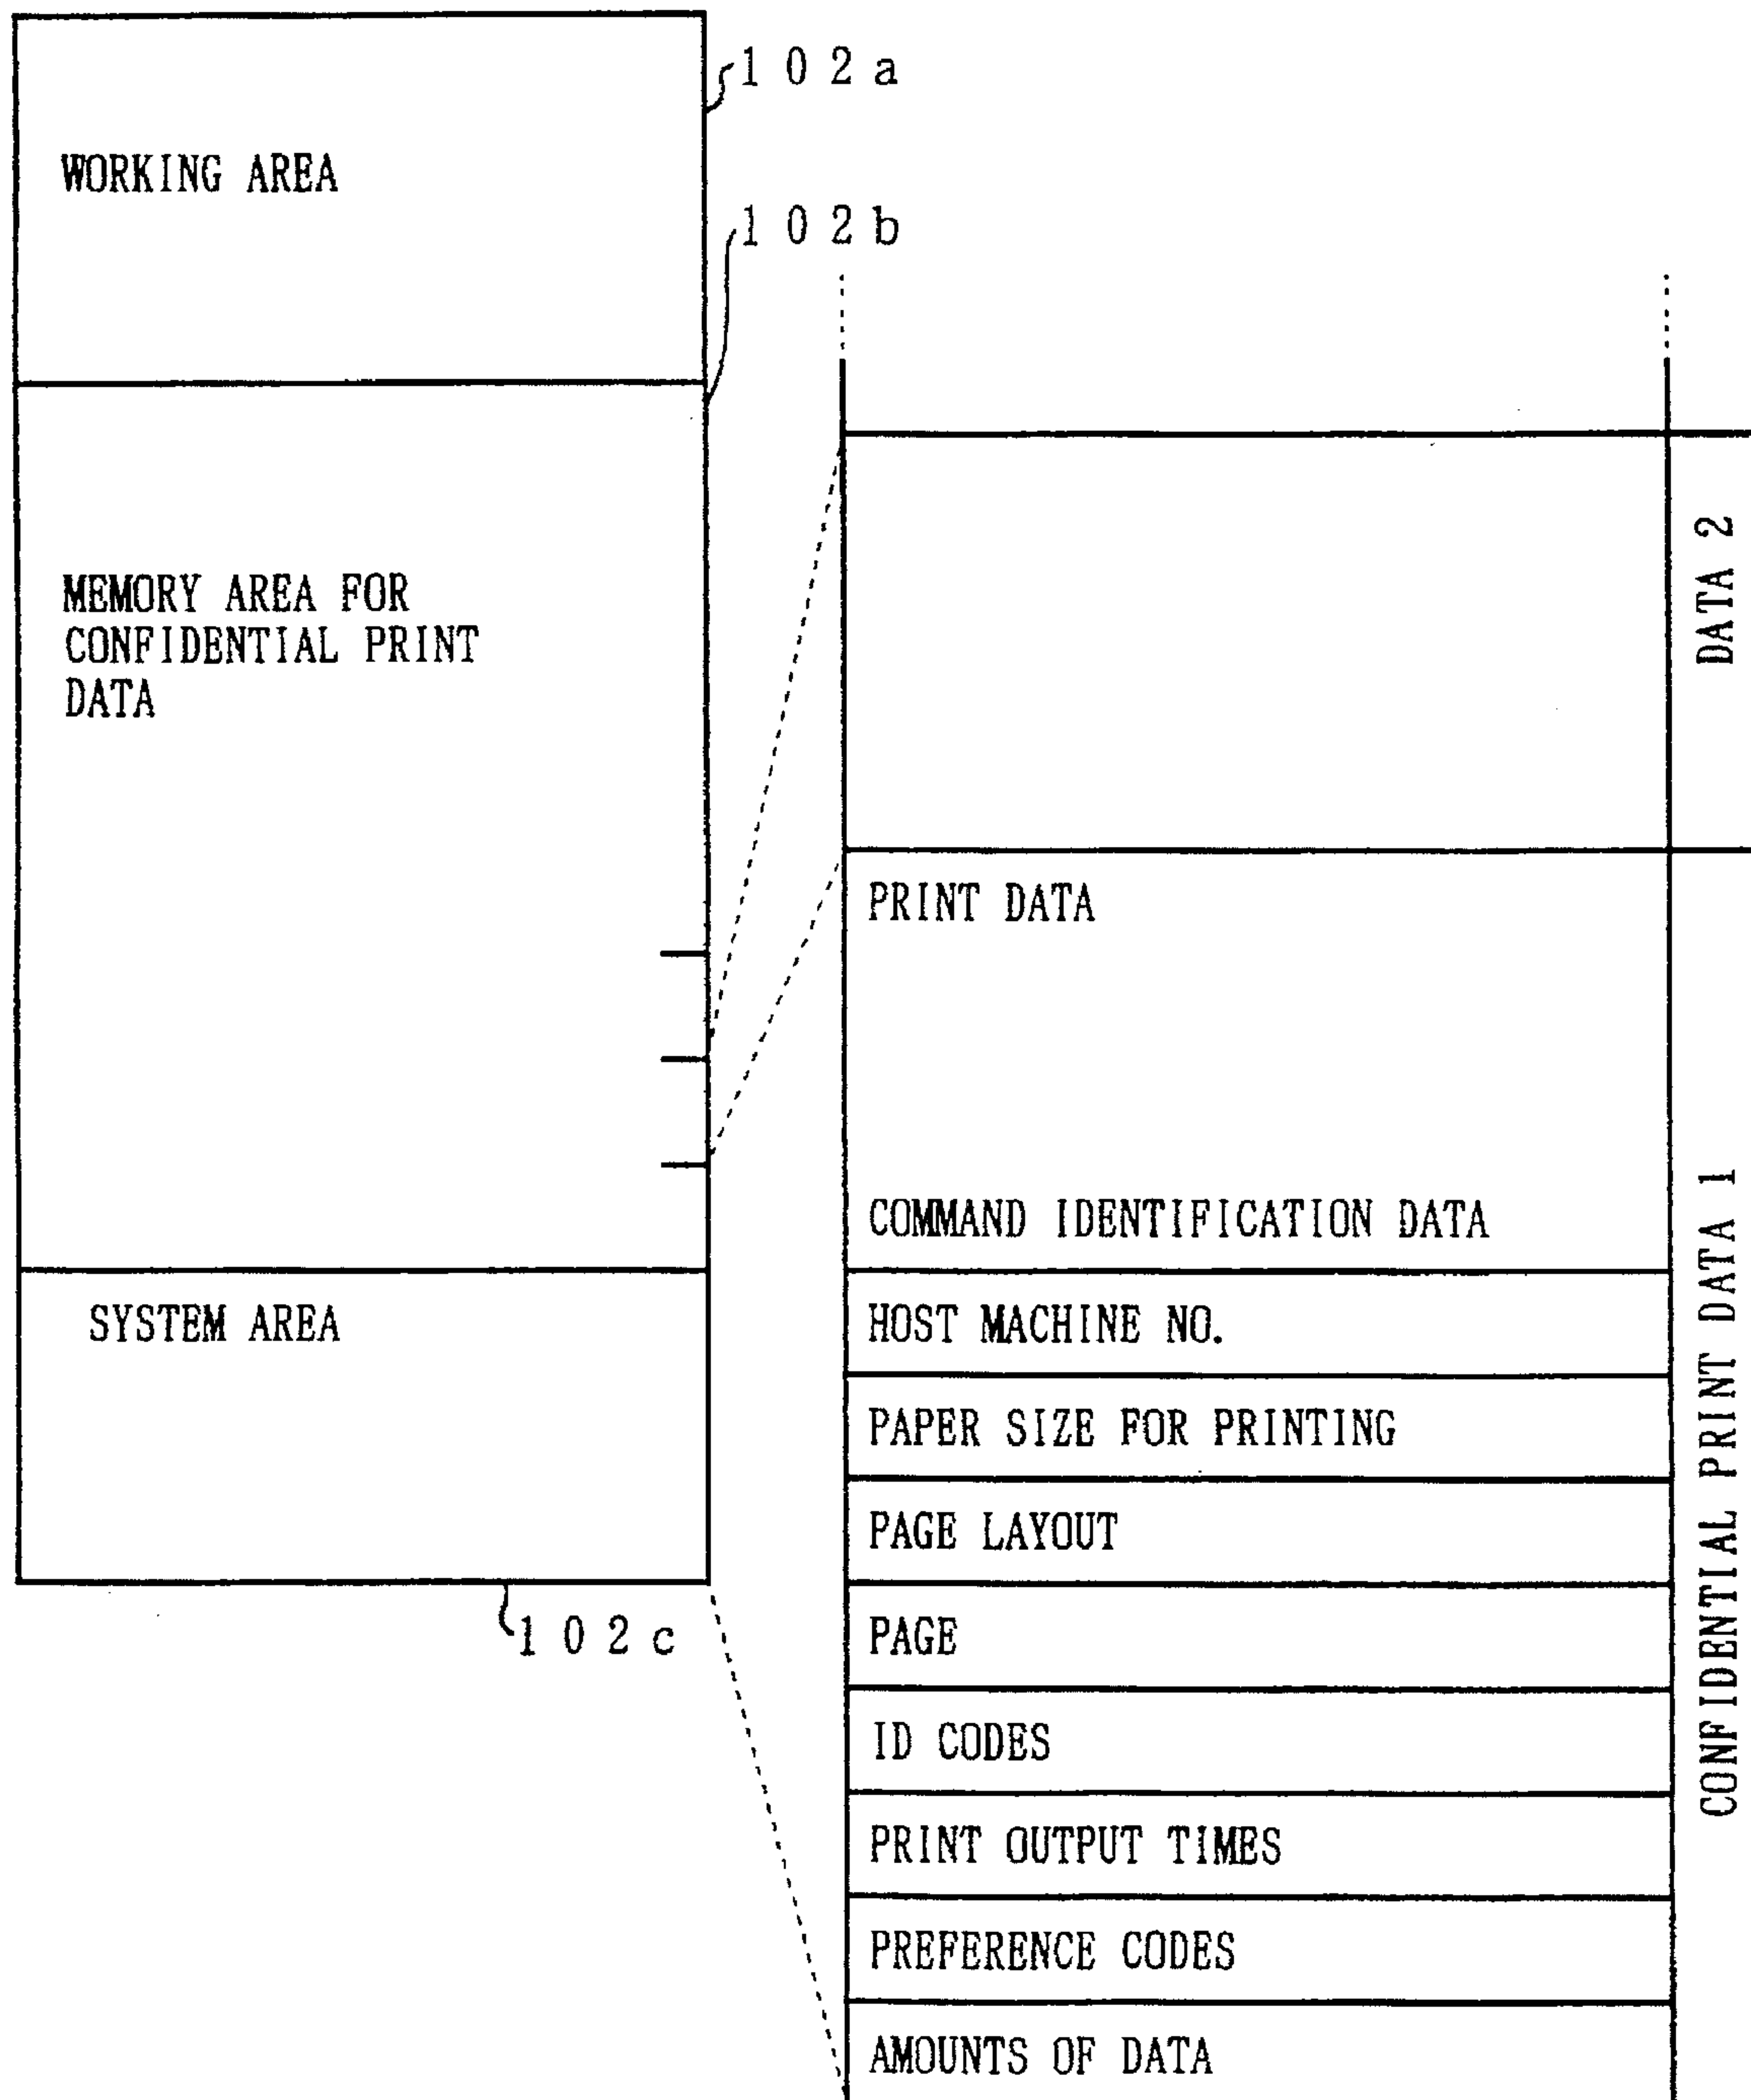 102a
WORKING AREA
102b
MEMORY AREA FOR
CONFIDENTIAL PRINT
DATA
SYSTEM AREA
102c
DATA 2
PRINT DATA
COMMAND IDENTIFICATION DATA
HOST MACHINE NO.
PAPER SIZE FOR PRINTING
PAGE LAYOUT
PAGE
ID CODES
PRINT OUTPUT TIMES
PREFERENCE CODES
AMOUNTS OF DATA
CONFIDENTIAL PRINT DATA 1